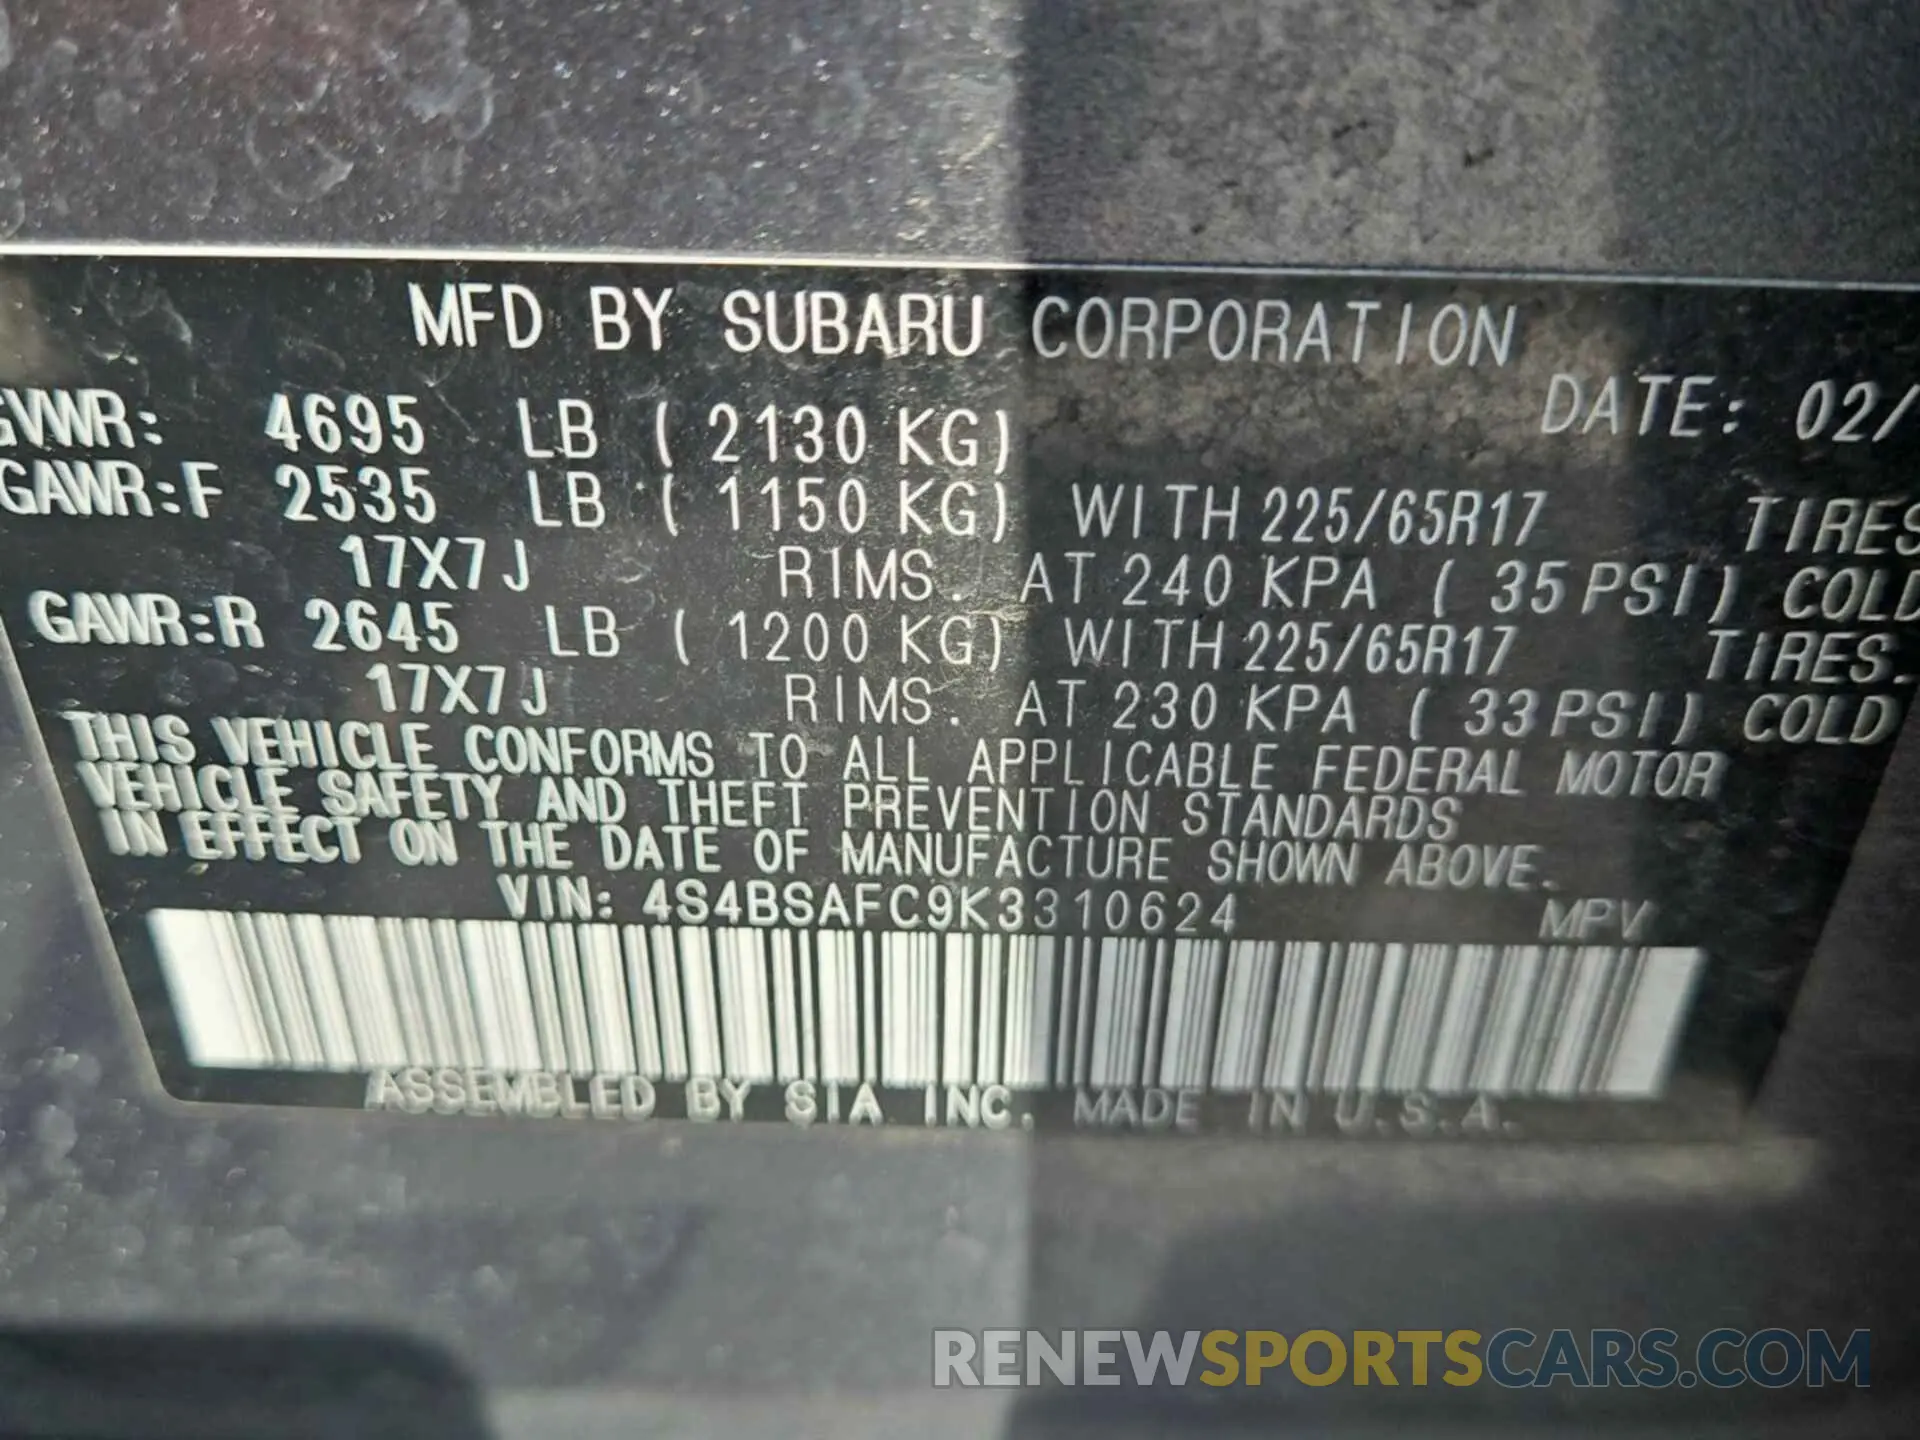 MFD BY SUBARU CORPORATION
DATE: 02/
GVWR: 4695 LB ( 2130 KG)
GAWR:F 2535 LB ( 1150 KG) WITH 225/65R17 TIRES
17X7J RIMS. AT 240 KPA ( 35 PSI) COLD
GAWR:R 2645 LB ( 1200 KG) WITH 225/65R17 TIRES.
17X7J RIMS. AT 230 KPA ( 33 PSI) COLD
THIS VEHICLE CONFORMS TO ALL APPLICABLE FEDERAL MOTOR
VEHICLE SAFETY AND THEFT PREVENTION STANDARDS
IN EFFECT ON THE DATE OF MANUFACTURE SHOWN ABOVE.
VIN: 4S4BSAFC9K3310624 MPV
ASSEMBLED BY SIA INC. MADE IN U.S.A.
RENEWSPORTSCARS.COM